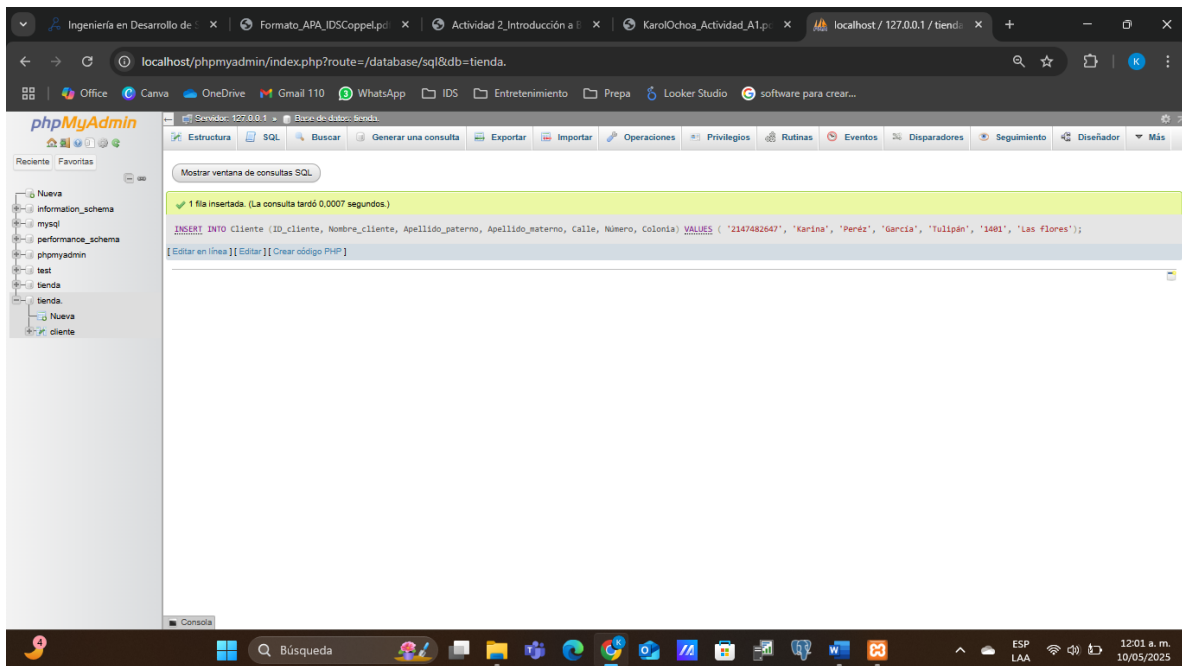 Ingeniería en Desarrollo de S
Formato_APA_IDSCoppel.pd
Actividad 2_Introducción a B
KarolOchoa_Actividad_A1.pd
localhost / 127.0.0.1 / tienda
localhost/phpmyadmin/index.php?route=/database/sql&db=tienda.
K
Office Canva OneDrive Gmail 110 WhatsApp IDS Entretenimiento Prepa Looker Studio software para crear...
phpMyAdmin
Servidor: 127.0.0.1 » Base de datos: tienda.
Estructura SQL Buscar Generar una consulta Exportar Importar Operaciones Privilegios Rutinas Eventos Disparadores Seguimiento Diseñador Más
Reciente Favoritas
Nueva
information_schema
mysql
performance_schema
phpmyadmin
test
tienda
tienda.
Nueva
cliente
Mostrar ventana de consultas SQL
1 fila insertada. (La consulta tardó 0,0007 segundos.)
INSERT INTO Cliente (ID_cliente, Nombre_cliente, Apellido_paterno, Apellido_materno, Calle, Número, Colonia) VALUES ( '2147482647', 'Karina', 'Peréz', 'García', 'Tulipán', '1401', 'Las flores');
[ Editar en línea ] [ Editar ] [ Crear código PHP ]
Consola
4
Búsqueda
K
ESP
LAA
12:01 a. m.
10/05/2025